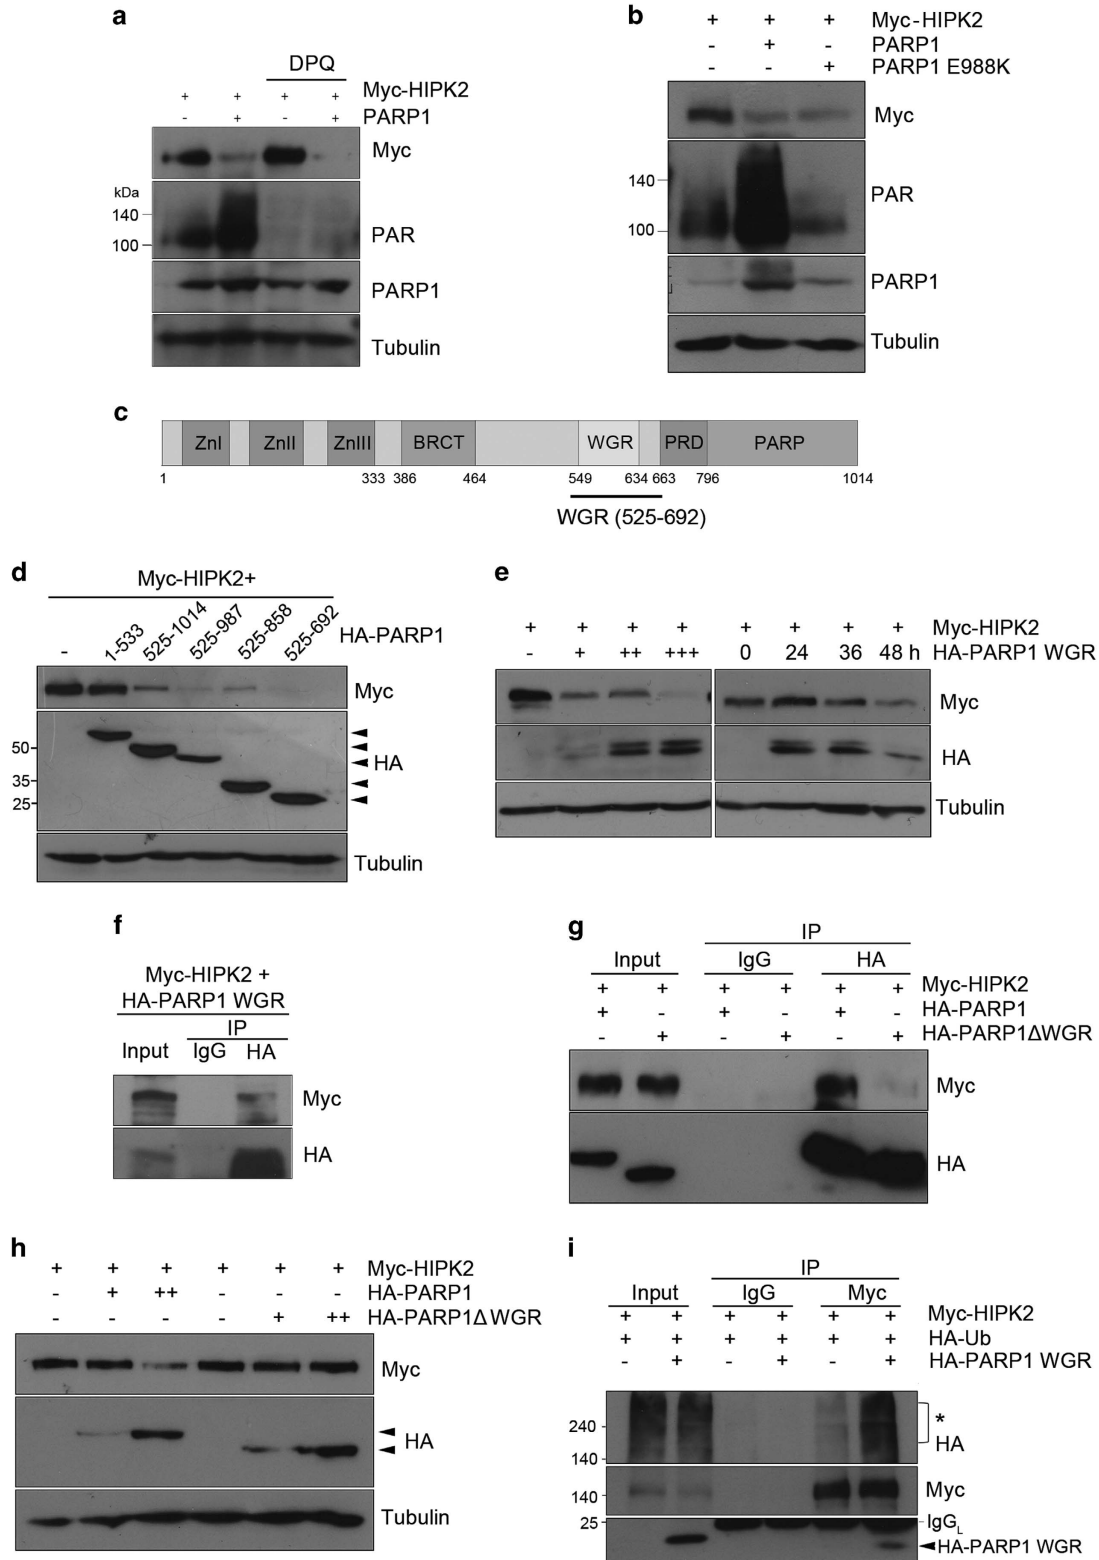 a
DPQ
Myc-HIPK2 + + + +
PARP1 - + - +
Myc
kDa
140
100
PAR
PARP1
Tubulin
b
+ + + Myc-HIPK2
- + - PARP1
- - + PARP1 E988K
Myc
140
100
PAR
PARP1
Tubulin
c
ZnI ZnII ZnIII BRCT WGR PRD PARP
1 333 386 464 549 634 663 796 1014
WGR (525-692)
d
Myc-HIPK2+
- 1-533 525-1014 525-987 525-858 525-692 HA-PARP1
Myc
50
35
25
HA
Tubulin
e
+ + + + + + + + Myc-HIPK2
- + ++ +++ 0 24 36 48 h HA-PARP1 WGR
Myc
HA
Tubulin
f
Myc-HIPK2 +
HA-PARP1 WGR
IP
Input IgG HA
Myc
HA
g
IP
Input IgG HA
+ + + + + + Myc-HIPK2
+ - + - + - HA-PARP1
- + - + - + HA-PARP1ΔWGR
Myc
HA
h
+ + + + + + Myc-HIPK2
- + ++ - - - HA-PARP1
- - - - + ++ HA-PARP1Δ WGR
Myc
HA
Tubulin
i
IP
Input IgG Myc
+ + + + + + Myc-HIPK2
+ + + + + + HA-Ub
- + - + - + HA-PARP1 WGR
240
140
*
HA
140
Myc
25
IgGL
HA-PARP1 WGR